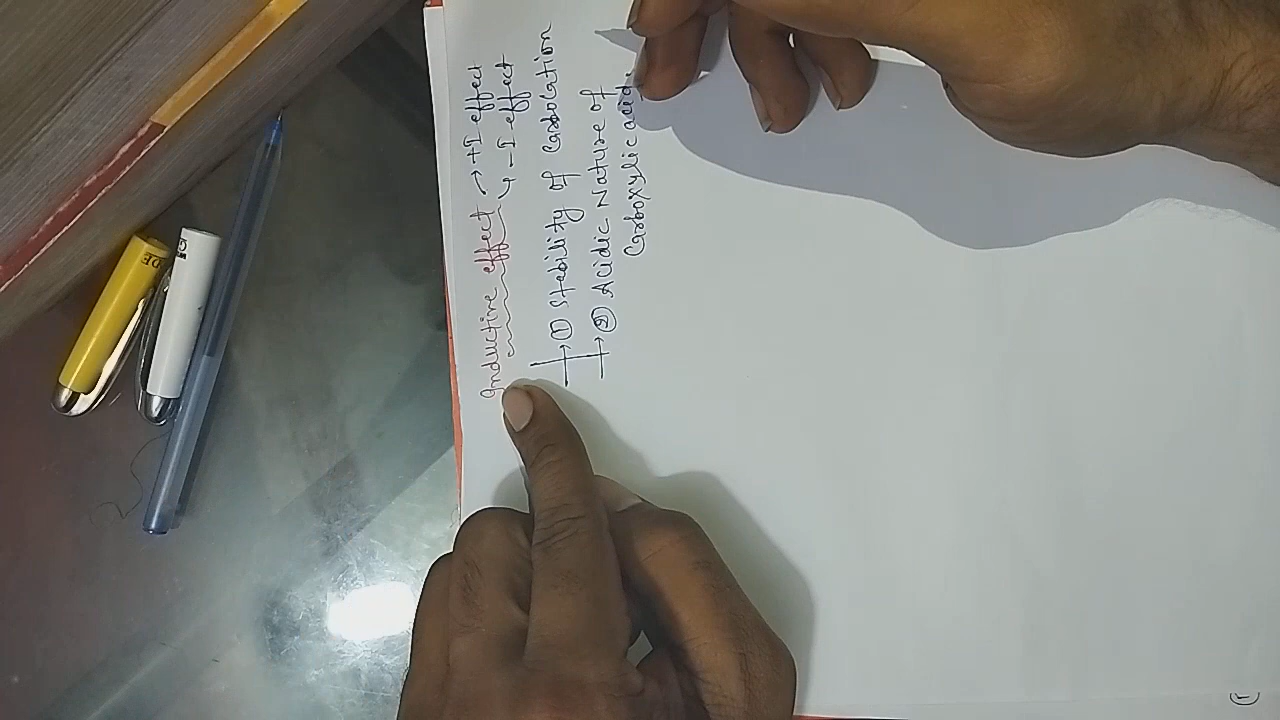 Inductive effect → +I effect
→ -I effect
→ ① Stability of Carbocation
→ ② Acidic Nature of
Carboxylic acid